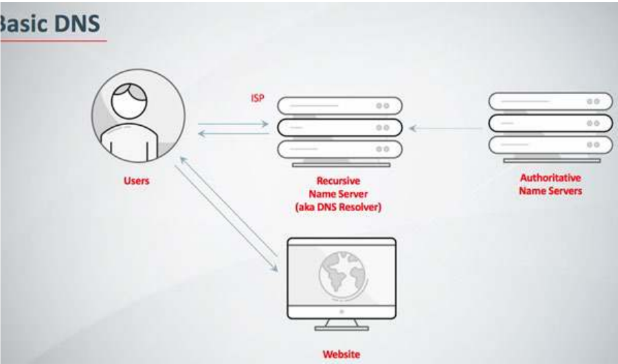 Basic DNS
ISP
Users
Recursive
Name Server
(aka DNS Resolver)
Authoritative
Name Servers
Website